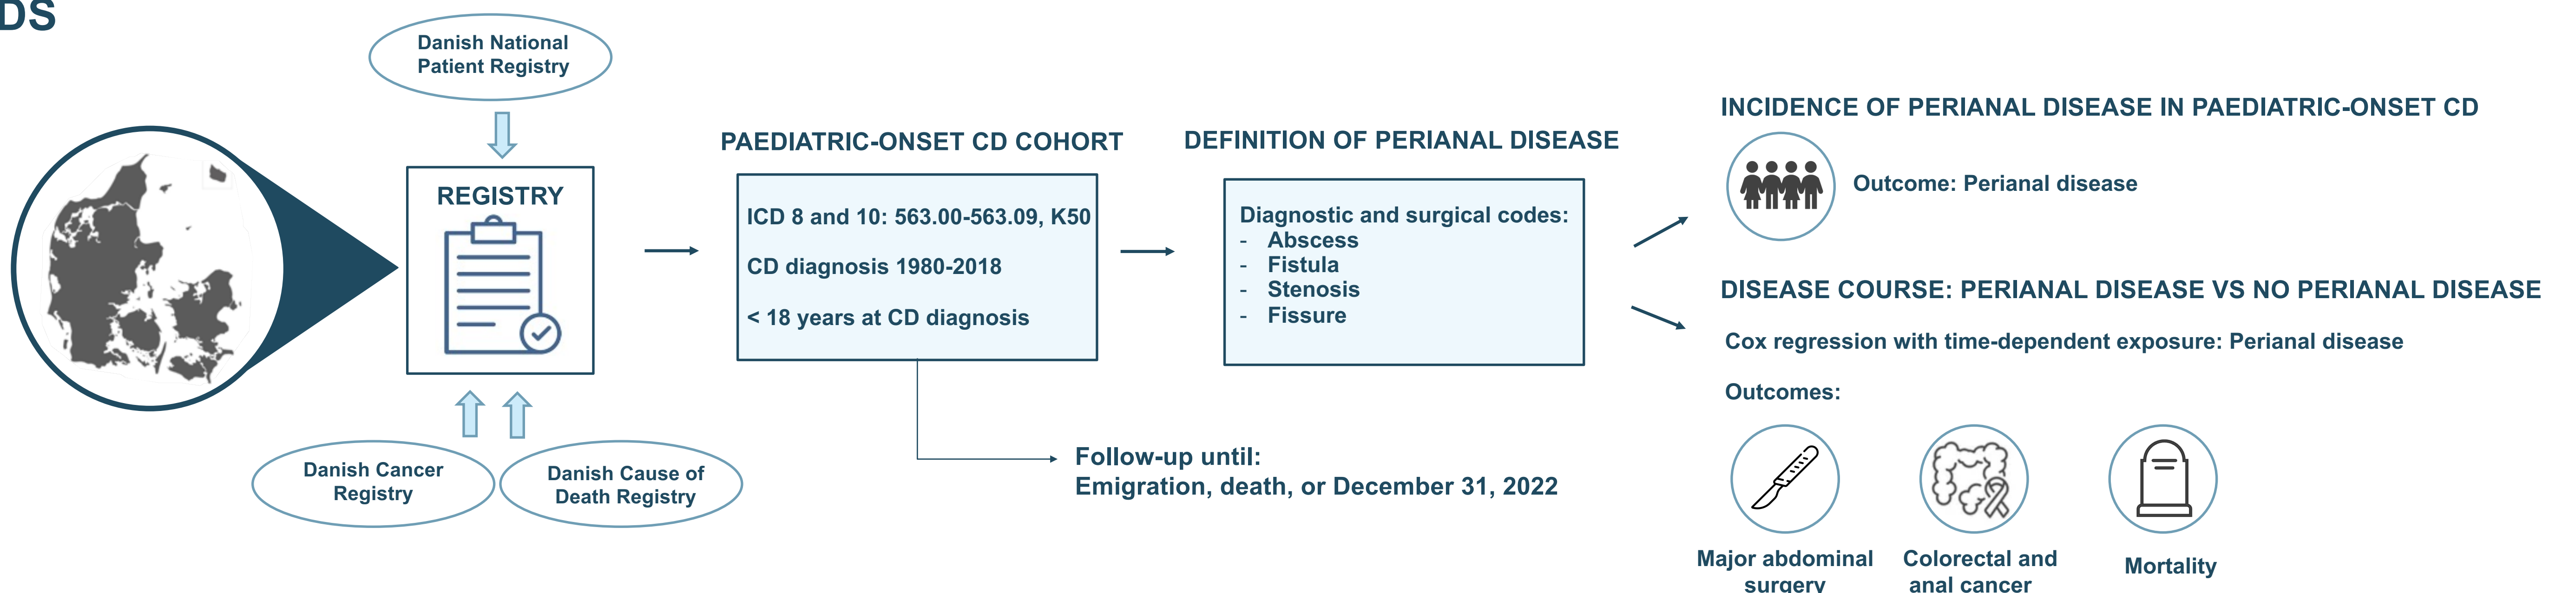 DS
Danish National
Patient Registry
REGISTRY
Danish Cancer
Registry
Danish Cause of
Death Registry
PAEDIATRIC-ONSET CD COHORT
ICD 8 and 10: 563.00-563.09, K50
CD diagnosis 1980-2018
< 18 years at CD diagnosis
Follow-up until:
Emigration, death, or December 31, 2022
DEFINITION OF PERIANAL DISEASE
Diagnostic and surgical codes:
- Abscess
- Fistula
- Stenosis
- Fissure
INCIDENCE OF PERIANAL DISEASE IN PAEDIATRIC-ONSET CD
Outcome: Perianal disease
DISEASE COURSE: PERIANAL DISEASE VS NO PERIANAL DISEASE
Cox regression with time-dependent exposure: Perianal disease
Outcomes:
Major abdominal
surgery
Colorectal and
anal cancer
Mortality